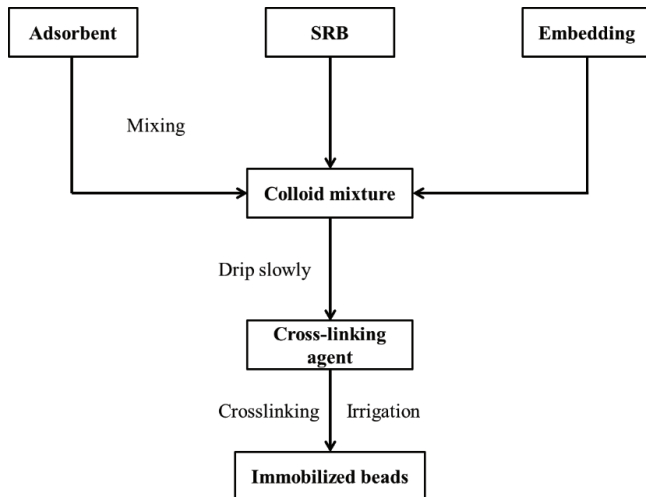 Adsorbent
SRB
Embedding
Mixing
Colloid mixture
Drip slowly
Cross-linking
agent
Crosslinking
Irrigation
Immobilized beads